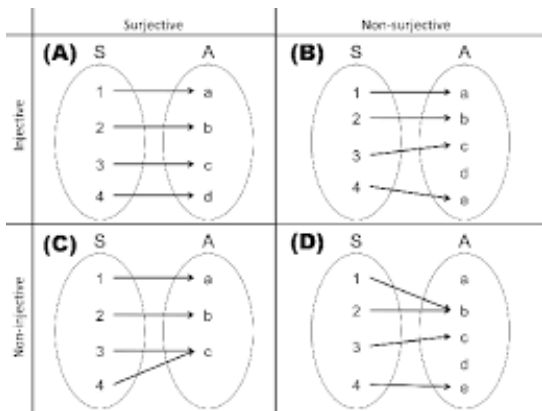 Surjective Non-surjective
Injective
(A) S A
1 a
2 b
3 c
4 d
(B) S A
1 a
2 b
3 c
d
4 e
Non-injective
(C) S A
1 a
2 b
3 c
4
(D) S A
1 a
2 b
3 c
d
4 e